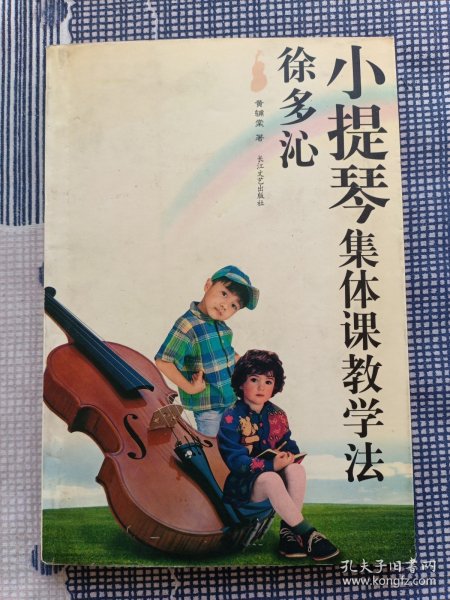 小提琴集体课教学法
徐多沁
黄辅棠 著
长江文艺出版社
孔夫子旧书网
www.kongfz.com